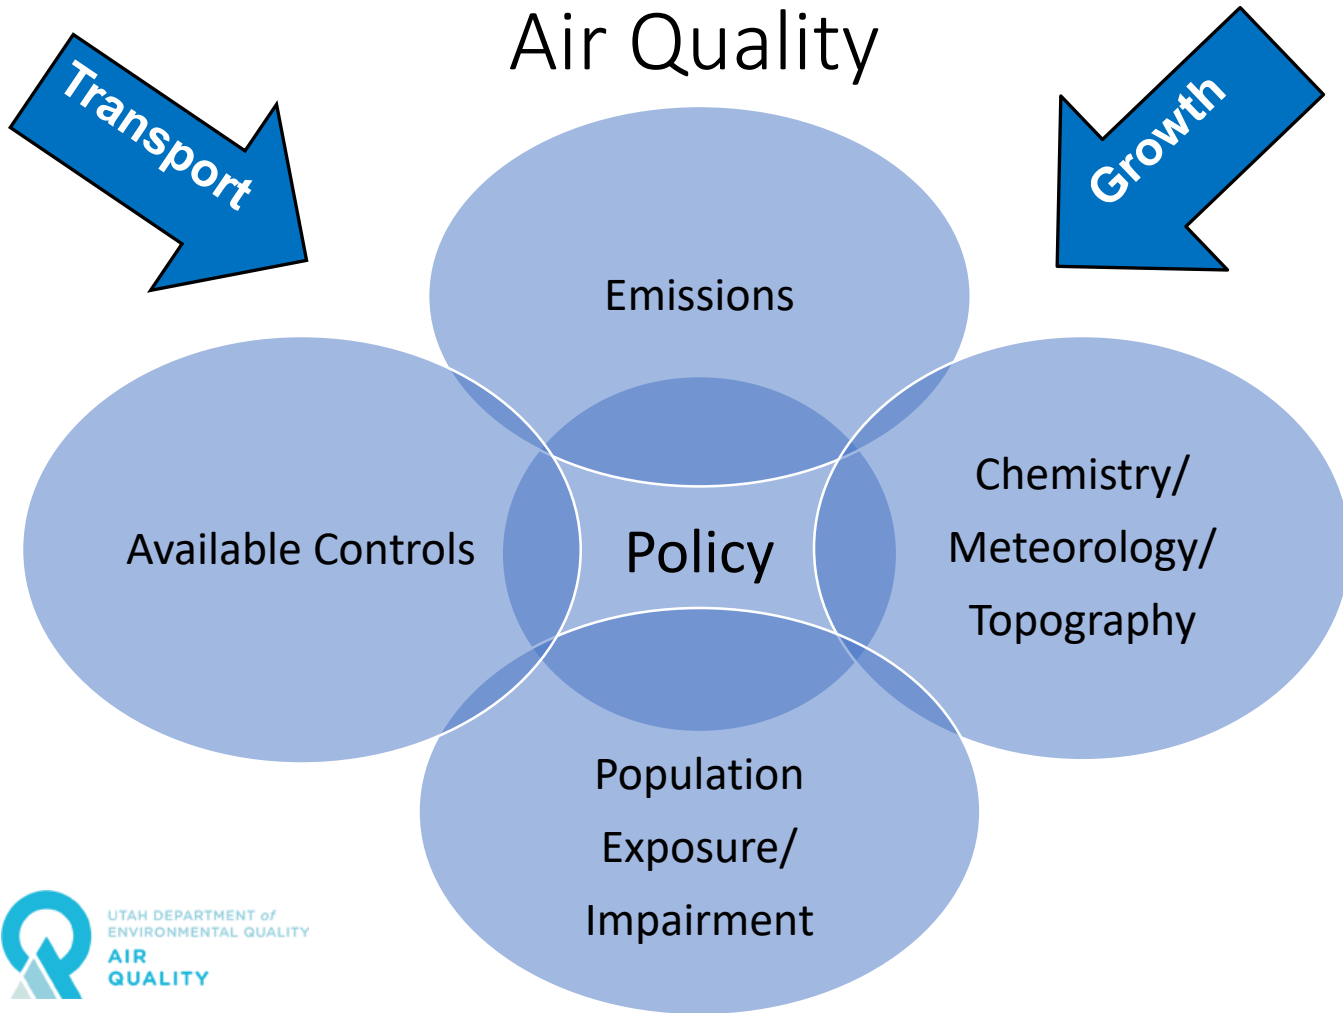 Air Quality
Transport
Growth
Emissions
Available Controls
Policy
Chemistry/
Meteorology/
Topography
Population
Exposure/
Impairment
UTAH DEPARTMENT of
ENVIRONMENTAL QUALITY
AIR
QUALITY